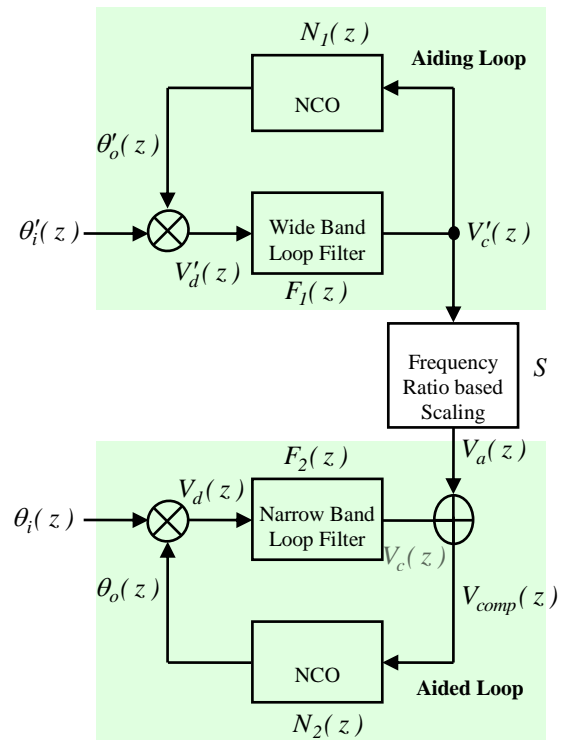 N1(z)
Aiding Loop
NCO
θ′o(z)
θ′i(z)
V′d(z)
Wide Band
Loop Filter
V′c(z)
F1(z)
Frequency
Ratio based
Scaling
S
Va(z)
F2(z)
Vd(z)
θi(z)
Narrow Band
Loop Filter
Vc(z)
θo(z)
Vcomp(z)
NCO
Aided Loop
N2(z)